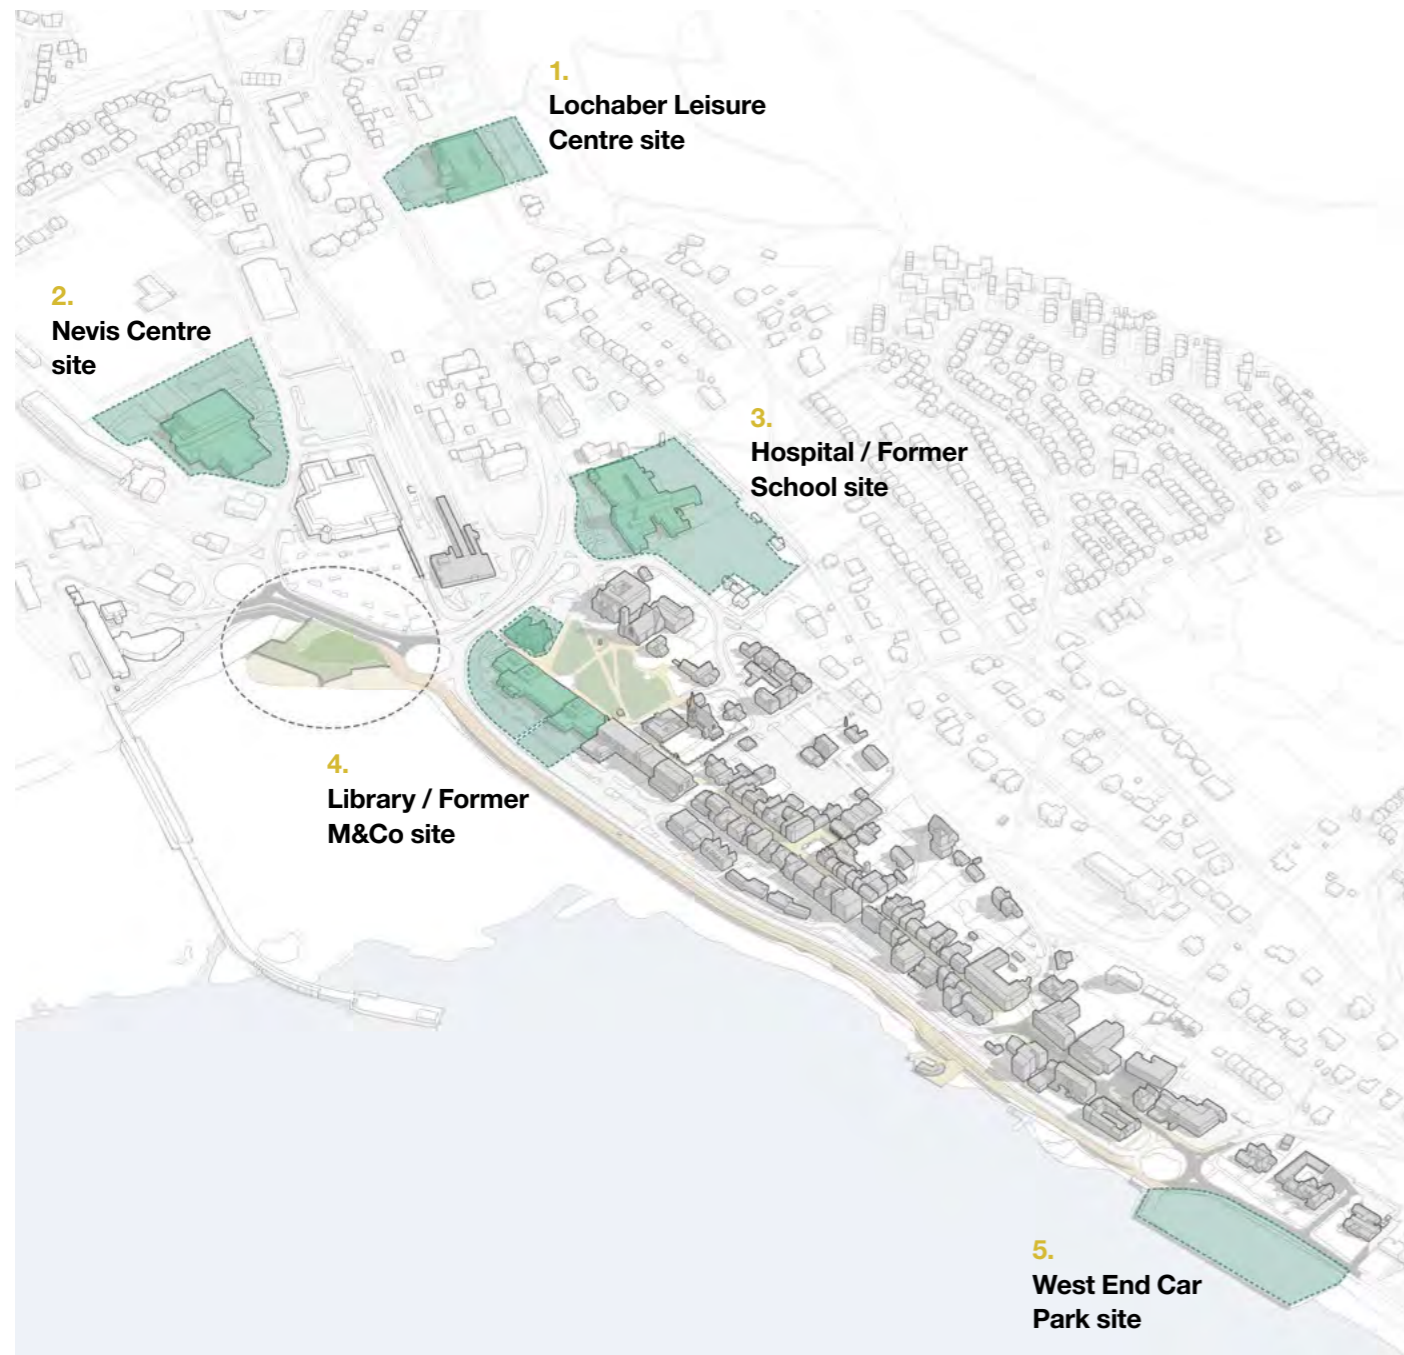 1.
Lochaber Leisure
Centre site
2.
Nevis Centre
site
3.
Hospital / Former
School site
4.
Library / Former
M&Co site
5.
West End Car
Park site